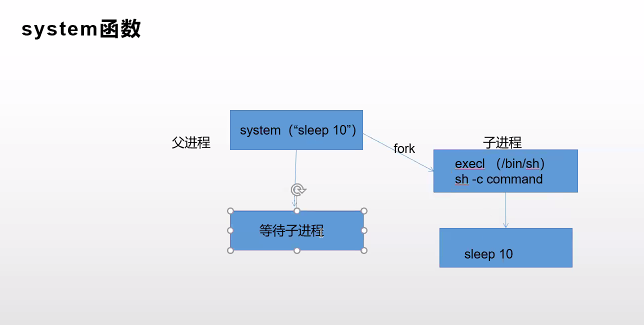 system函数
system（“sleep 10”）
父进程
fork
子进程
execl （/bin/sh）
sh -c command
等待子进程
sleep 10